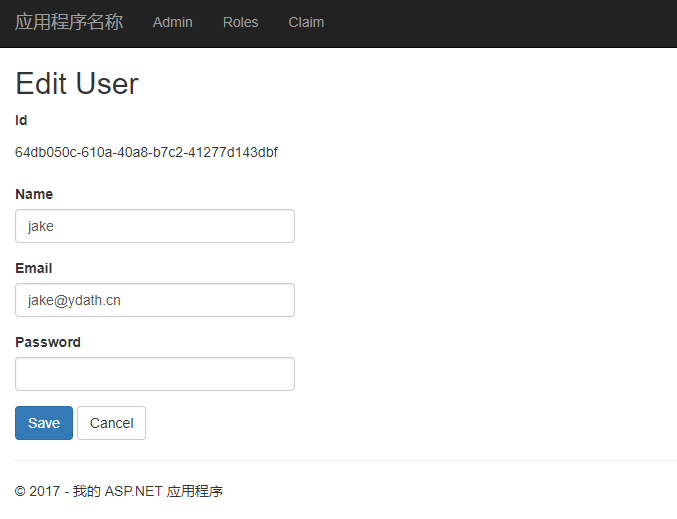 应用程序名称 Admin Roles Claim
Edit User
Id
64db050c-610a-40a8-b7c2-41277d143dbf
Name
jake
Email
jake@ydath.cn
Password
Save Cancel
© 2017 - 我的 ASP.NET 应用程序